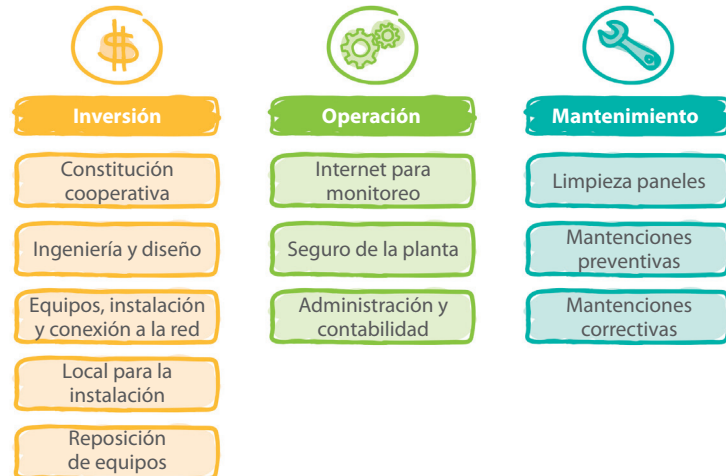 Inversión
Constitución
cooperativa
Ingeniería y diseño
Equipos, instalación
y conexión a la red
Local para la
instalación
Reposición
de equipos
Operación
Internet para
monitoreo
Seguro de la planta
Administración y
contabilidad
Mantenimiento
Limpieza paneles
Mantenciones
preventivas
Mantenciones
correctivas